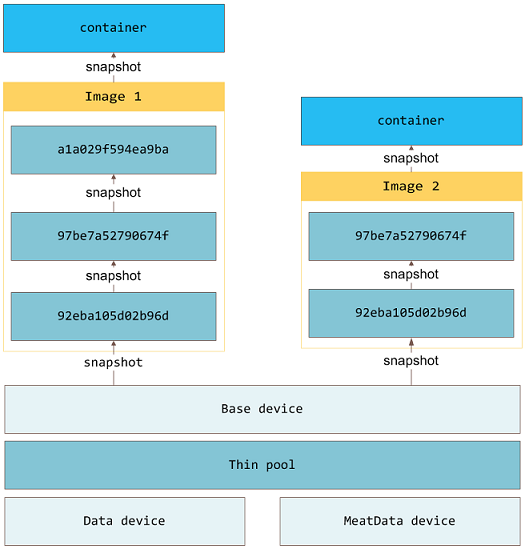 container
snapshot
Image 1
a1a029f594ea9ba
snapshot
97be7a52790674f
snapshot
92eba105d02b96d
snapshot
container
snapshot
Image 2
97be7a52790674f
snapshot
92eba105d02b96d
snapshot
Base device
Thin pool
Data device
MeatData device